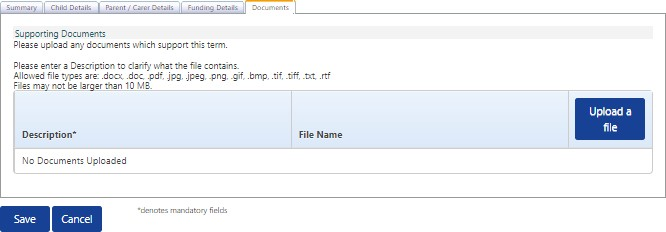 Summary Child Details Parent / Carer Details Funding Details Documents
Supporting Documents
Please upload any documents which support this term.
Please enter a Description to clarify what the file contains.
Allowed file types are: .docx, .doc, .pdf, .jpg, .jpeg, .png, .gif, .bmp, .tif, .tiff, .txt, .rtf
Files may not be larger than 10 MB.
Upload a
file
Description* File Name
No Documents Uploaded
Save Cancel *denotes mandatory fields